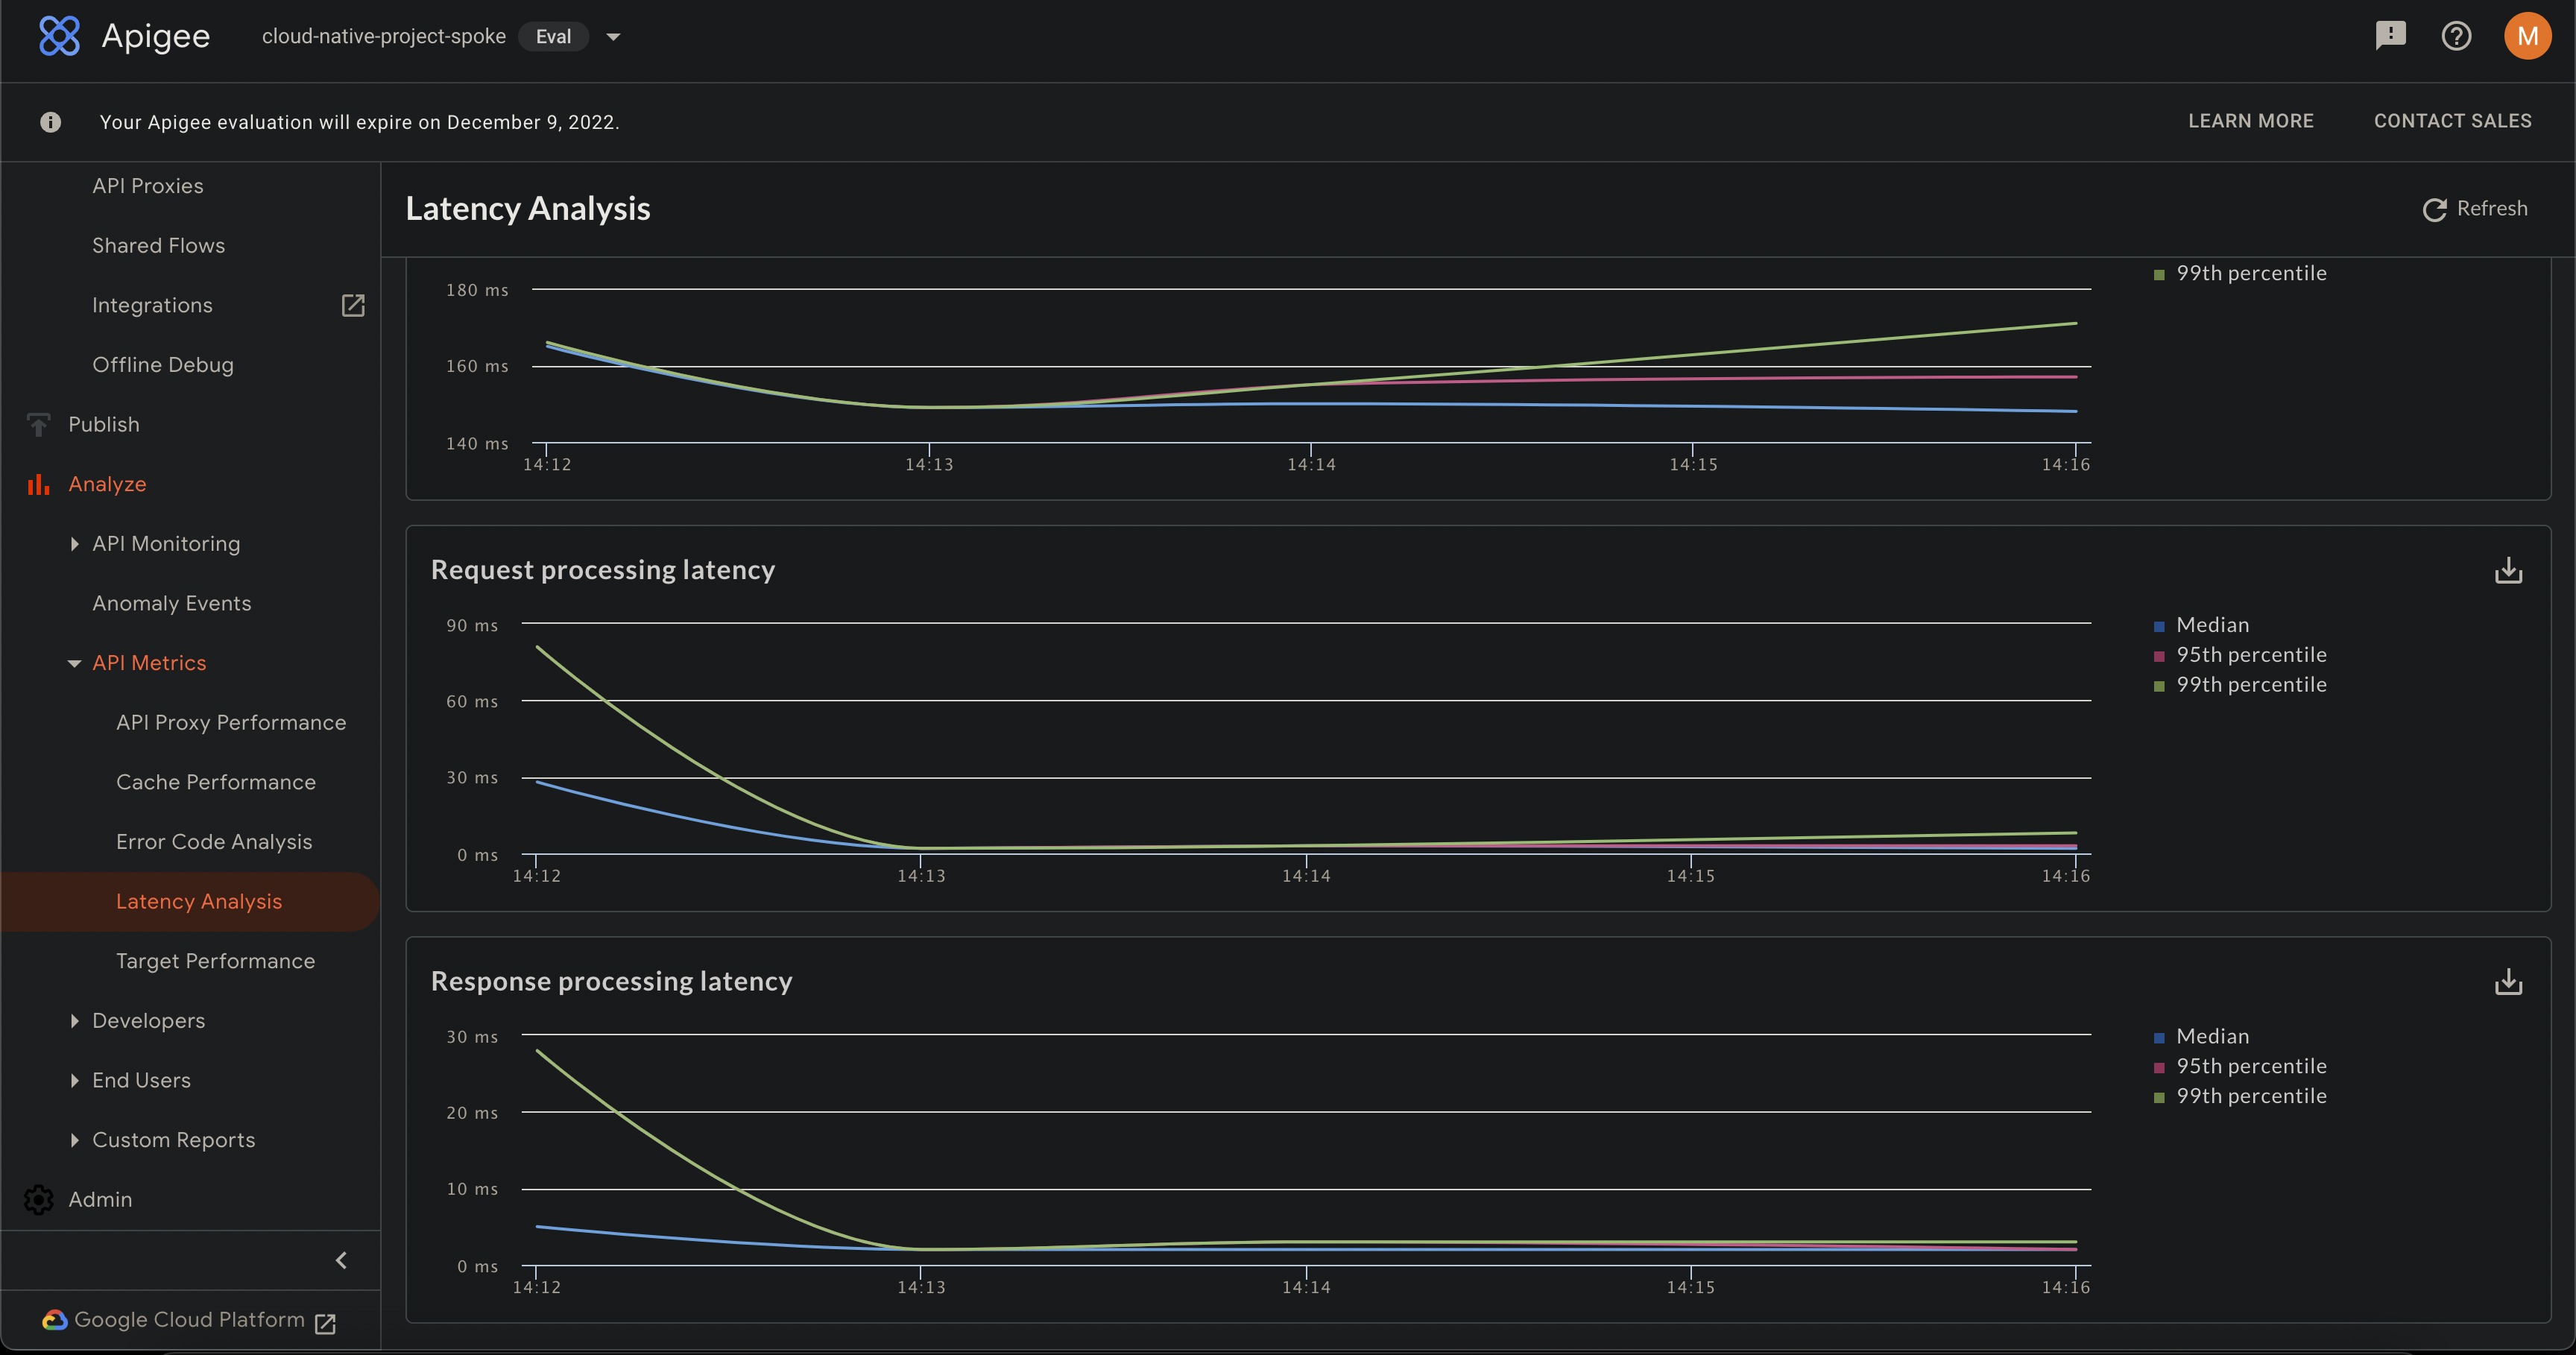 Apigee
cloud-native-project-spoke Eval
M
Your Apigee evaluation will expire on December 9, 2022.
LEARN MORE
CONTACT SALES
API Proxies
Shared Flows
Integrations
Offline Debug
Publish
Analyze
API Monitoring
Anomaly Events
API Metrics
API Proxy Performance
Cache Performance
Error Code Analysis
Latency Analysis
Target Performance
Developers
End Users
Custom Reports
Admin
Google Cloud Platform
Latency Analysis
Refresh
180 ms
160 ms
140 ms
14:12 14:13 14:14 14:15 14:16
99th percentile
Request processing latency
90 ms
60 ms
30 ms
0 ms
14:12 14:13 14:14 14:15 14:16
Median
95th percentile
99th percentile
Response processing latency
30 ms
20 ms
10 ms
0 ms
14:12 14:13 14:14 14:15 14:16
Median
95th percentile
99th percentile